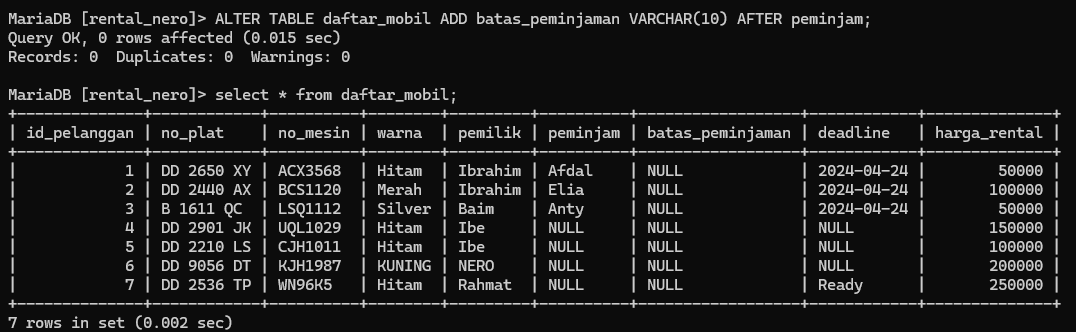 MariaDB [rental_nero]> ALTER TABLE daftar_mobil ADD batas_peminjaman VARCHAR(10) AFTER peminjam;
Query OK, 0 rows affected (0.015 sec)
Records: 0  Duplicates: 0  Warnings: 0

MariaDB [rental_nero]> select * from daftar_mobil;
+--------------+------------+----------+--------+---------+----------+------------------+------------+--------------+
| id_pelanggan | no_plat    | no_mesin | warna  | pemilik | peminjam | batas_peminjaman | deadline   | harga_rental |
+--------------+------------+----------+--------+---------+----------+------------------+------------+--------------+
|            1 | DD 2650 XY | ACX3568  | Hitam  | Ibrahim | Afdal    | NULL             | 2024-04-24 |        50000 |
|            2 | DD 2440 AX | BCS1120  | Merah  | Ibrahim | Elia     | NULL             | 2024-04-24 |       100000 |
|            3 | B 1611 QC  | LSQ1112  | Silver | Baim    | Anty     | NULL             | 2024-04-24 |        50000 |
|            4 | DD 2901 JK | UQL1029  | Hitam  | Ibe     | NULL     | NULL             | NULL       |       150000 |
|            5 | DD 2210 LS | CJH1011  | Hitam  | Ibe     | NULL     | NULL             | NULL       |       100000 |
|            6 | DD 9056 DT | KJH1987  | KUNING | NERO    | NULL     | NULL             | NULL       |       200000 |
|            7 | DD 2536 TP | WN96K5   | Hitam  | Rahmat  | NULL     | NULL             | Ready      |       250000 |
+--------------+------------+----------+--------+---------+----------+------------------+------------+--------------+
7 rows in set (0.002 sec)